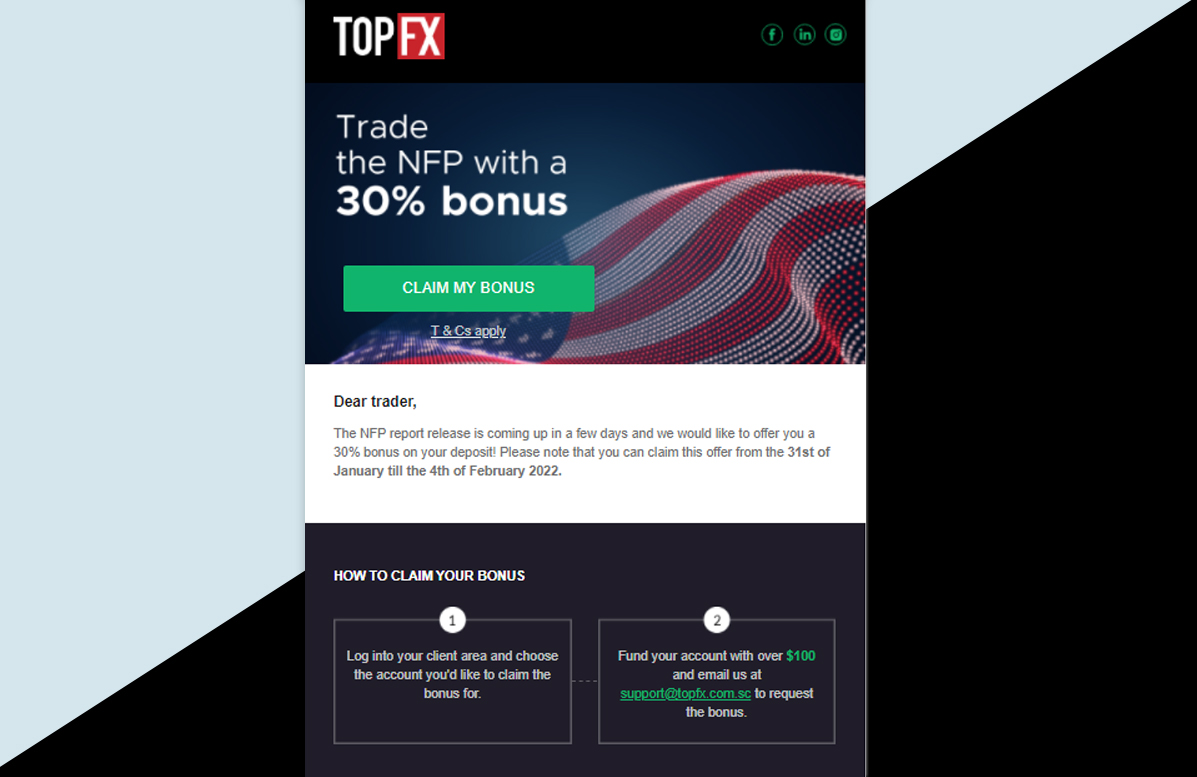 TOPFX
Trade
the NFP with a
30% bonus
CLAIM MY BONUS
T & Cs apply
Dear trader,
The NFP report release is coming up in a few days and we would like to offer you a
30% bonus on your deposit! Please note that you can claim this offer from the 31st of
January till the 4th of February 2022.
HOW TO CLAIM YOUR BONUS
1
Log into your client area and choose
the account you'd like to claim the
bonus for.
2
Fund your account with over $100
and email us at
support@topfx.com.sc to request
the bonus.